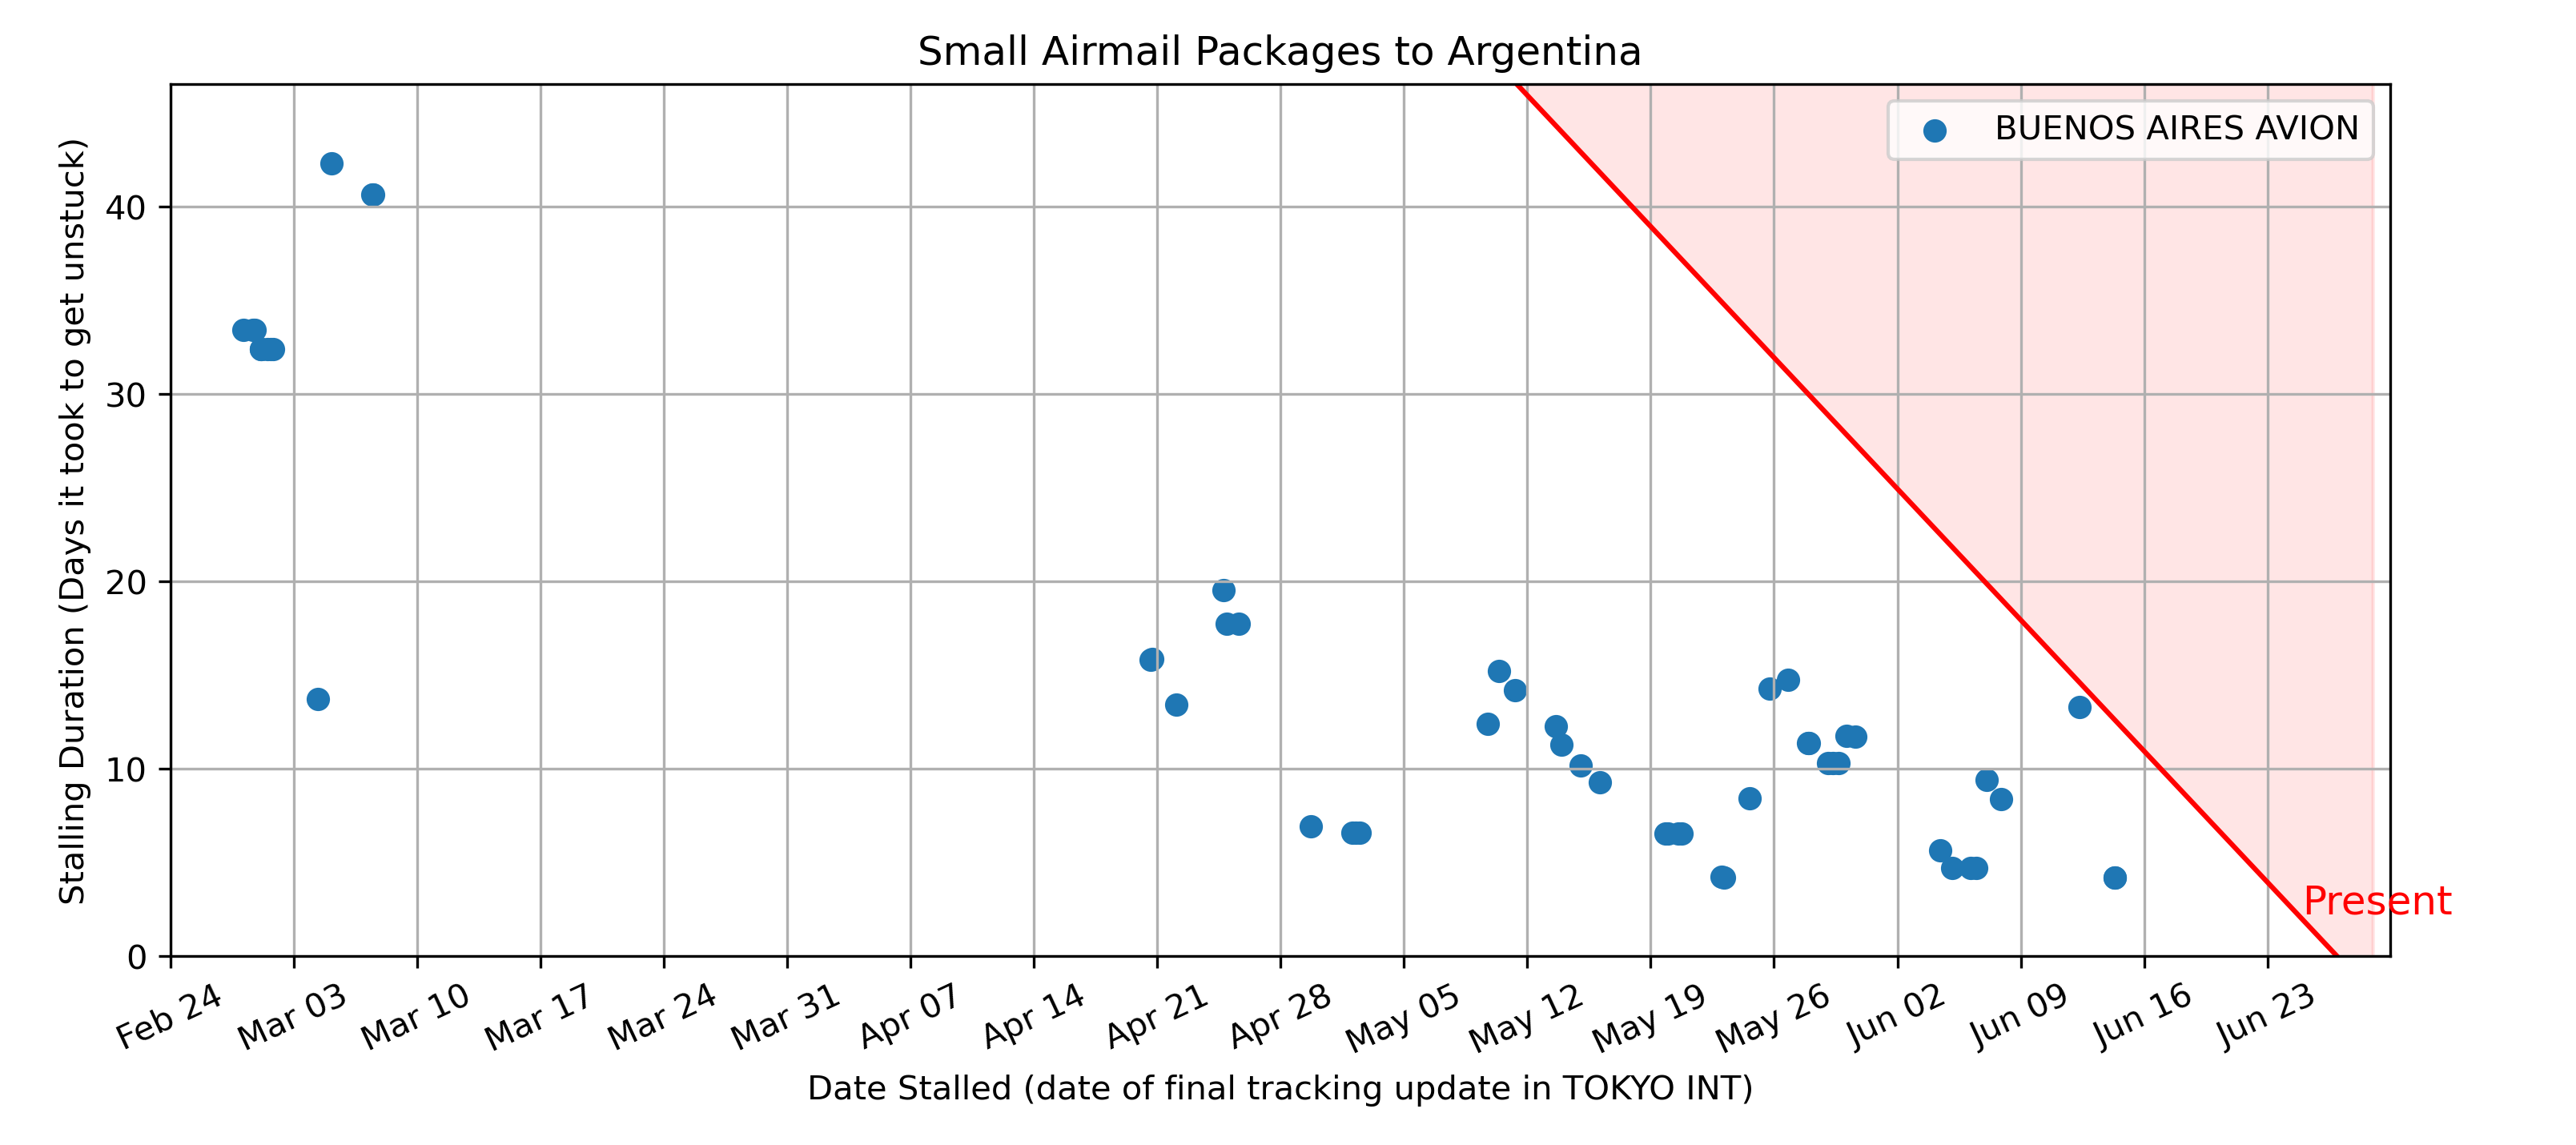 Small Airmail Packages to Argentina
BUENOS AIRES AVION
Stalling Duration (Days it took to get unstuck)
40
30
20
10
0
Present
Feb 24
Mar 03
Mar 10
Mar 17
Mar 24
Mar 31
Apr 07
Apr 14
Apr 21
Apr 28
May 05
May 12
May 19
May 26
Jun 02
Jun 09
Jun 16
Jun 23
Date Stalled (date of final tracking update in TOKYO INT)